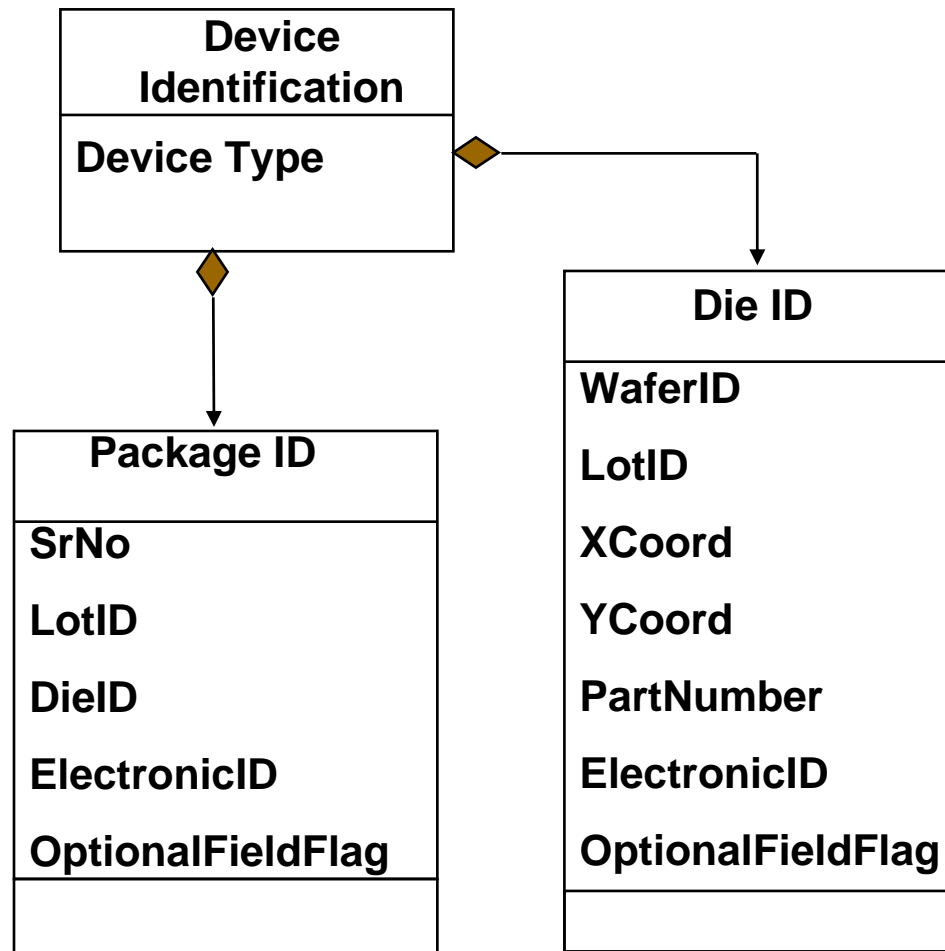 Device
Identification
Device Type
Package ID
SrNo
LotID
DieID
ElectronicID
OptionalFieldFlag
Die ID
WaferID
LotID
XCoord
YCoord
PartNumber
ElectronicID
OptionalFieldFlag